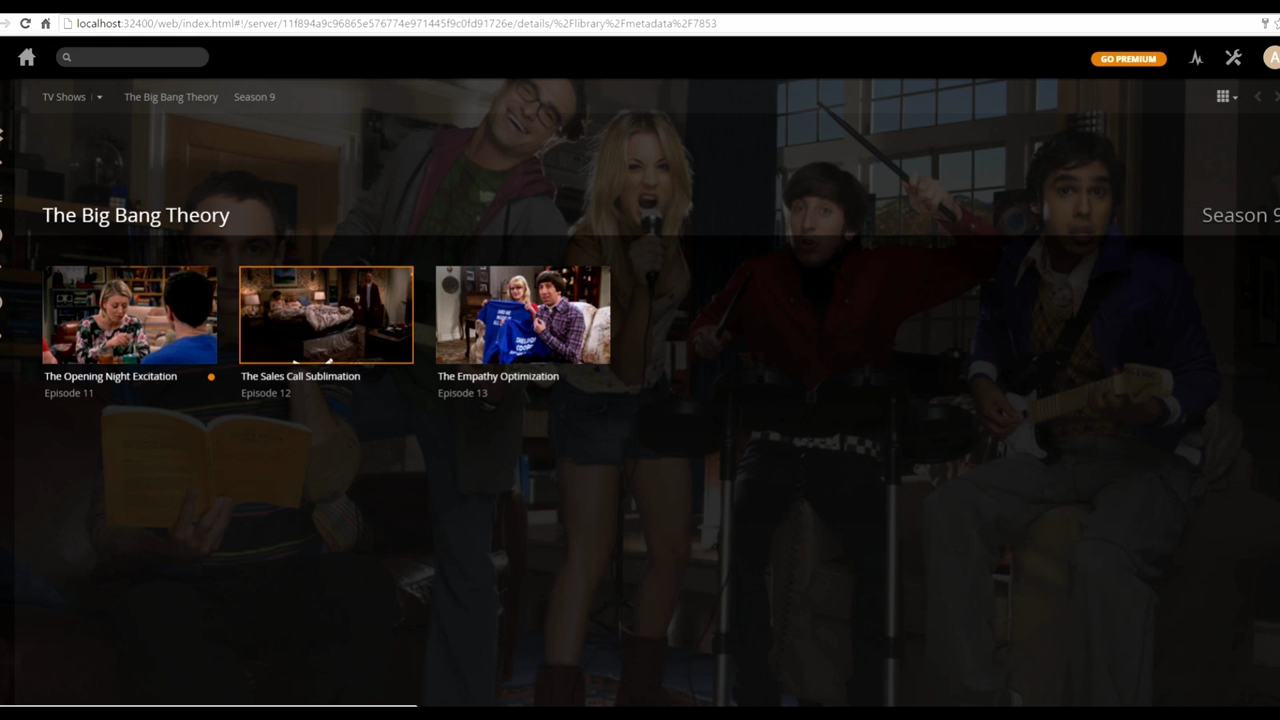 localhost:32400/web/index.html#!/server/11f894a9c96865e576774e971445f9c0fd91726e/details/%2Flibrary%2Fmetadata%2F7853
GO PREMIUM
A
TV Shows
The Big Bang Theory
Season 9
The Big Bang Theory
Season 9
The Opening Night Excitation
Episode 11
The Sales Call Sublimation
Episode 12
The Empathy Optimization
Episode 13